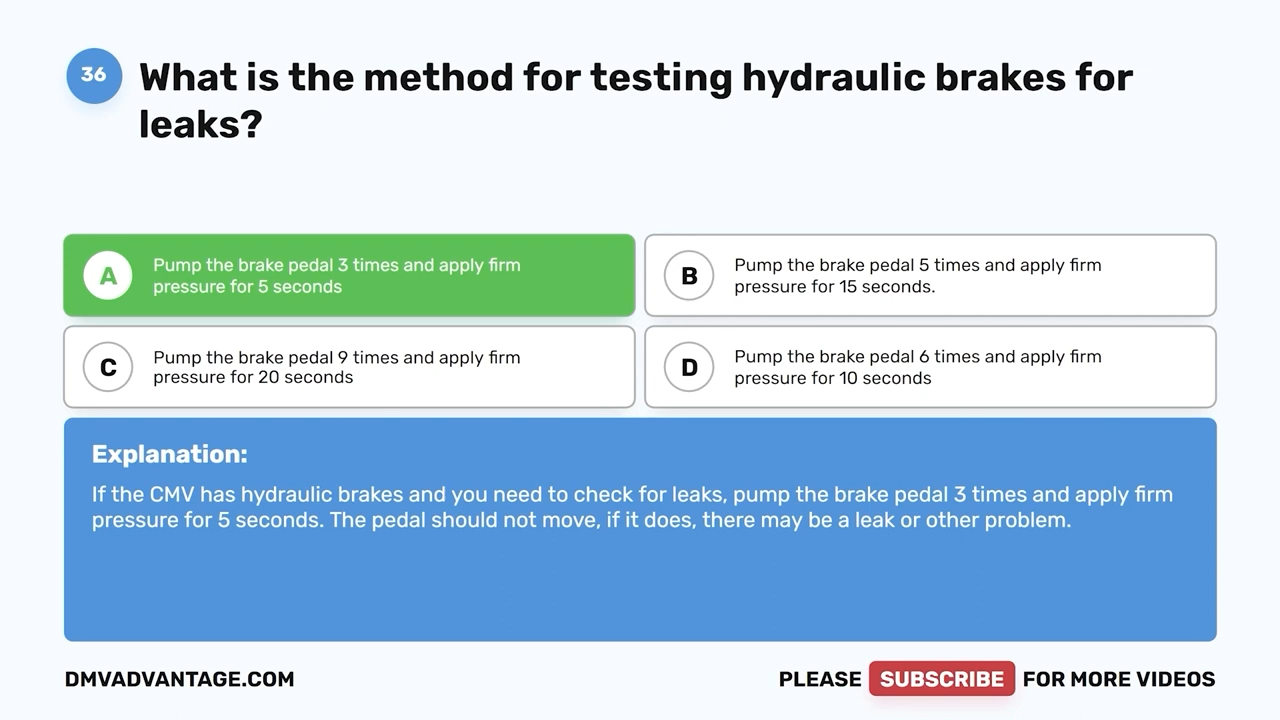 36
What is the method for testing hydraulic brakes for
leaks?
A
Pump the brake pedal 3 times and apply firm
pressure for 5 seconds
B
Pump the brake pedal 5 times and apply firm
pressure for 15 seconds.
C
Pump the brake pedal 9 times and apply firm
pressure for 20 seconds
D
Pump the brake pedal 6 times and apply firm
pressure for 10 seconds
Explanation:
If the CMV has hydraulic brakes and you need to check for leaks, pump the brake pedal 3 times and apply firm
pressure for 5 seconds. The pedal should not move, if it does, there may be a leak or other problem.
DMVADVANTAGE.COM
PLEASE SUBSCRIBE FOR MORE VIDEOS